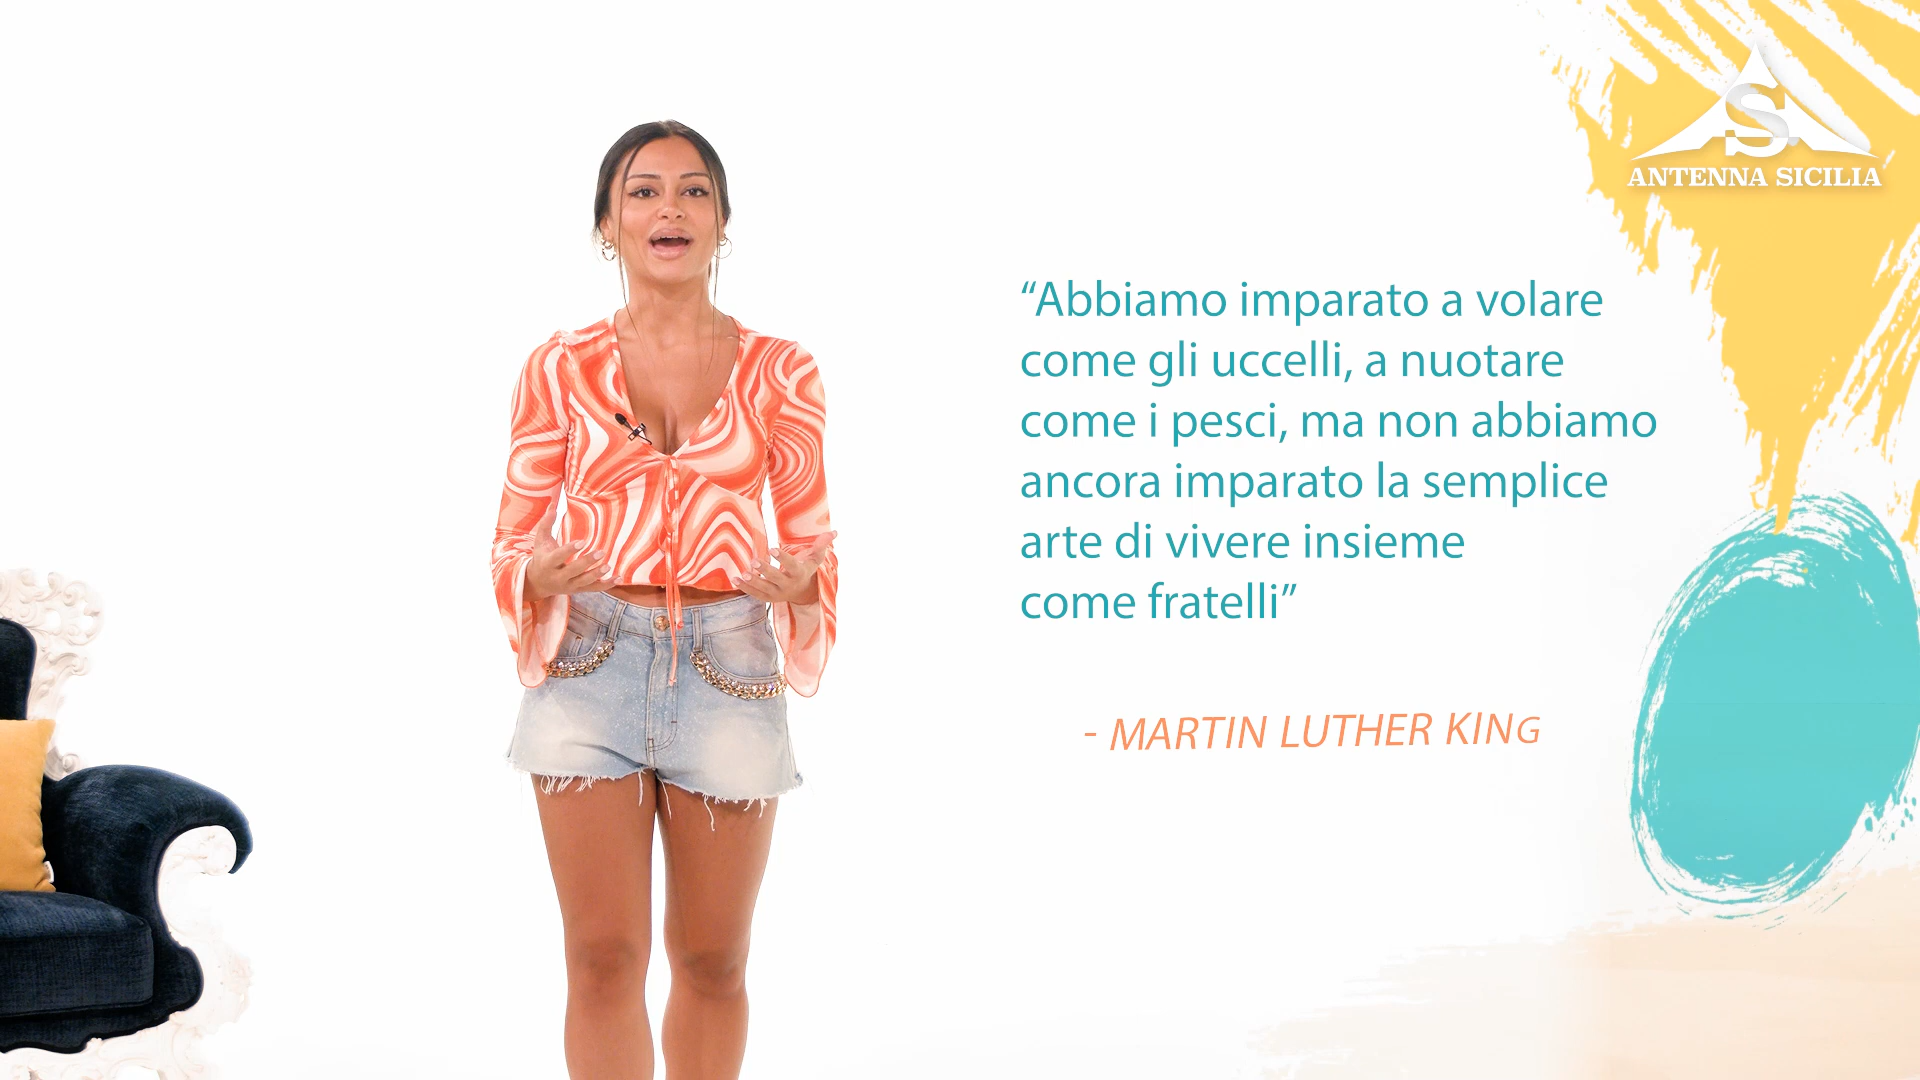 S
ANTENNA SICILIA
“Abbiamo imparato a volare
come gli uccelli, a nuotare
come i pesci, ma non abbiamo
ancora imparato la semplice
arte di vivere insieme
come fratelli”
- MARTIN LUTHER KING